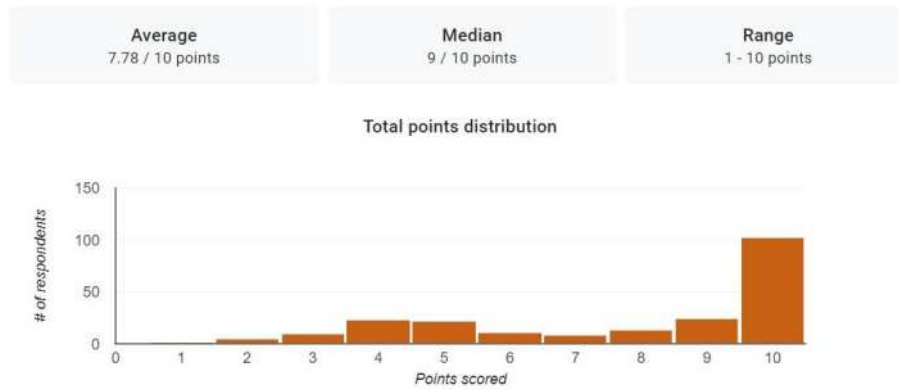 Average
7.78 / 10 points
Median
9 / 10 points
Range
1 - 10 points
Total points distribution
# of respondents
150
100
50
0
0 1 2 3 4 5 6 7 8 9 10
Points scored